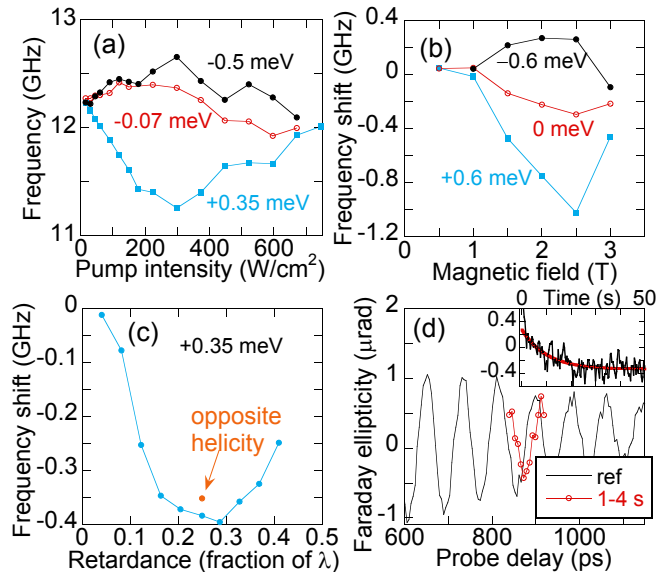 (a)
13
12
11
Frequency (GHz)
-0.5 meV
-0.07 meV
+0.35 meV
0 200 400 600
Pump intensity (W/cm²)
(b)
0.4
0
-0.4
-0.8
-1.2
Frequency shift (GHz)
−0.6 meV
0 meV
+0.6 meV
0 1 2 3
Magnetic field (T)
(c)
0
-0.1
-0.2
-0.3
-0.4
Frequency shift (GHz)
+0.35 meV
opposite
helicity
0 0.1 0.2 0.3 0.4 0.5
Retardance (fraction of λ)
(d)
2
1
0
-1
Faraday ellipticity (μrad)
0 Time (s) 50
0.4
0
-0.4
ref
1-4 s
600 800 1000
Probe delay (ps)